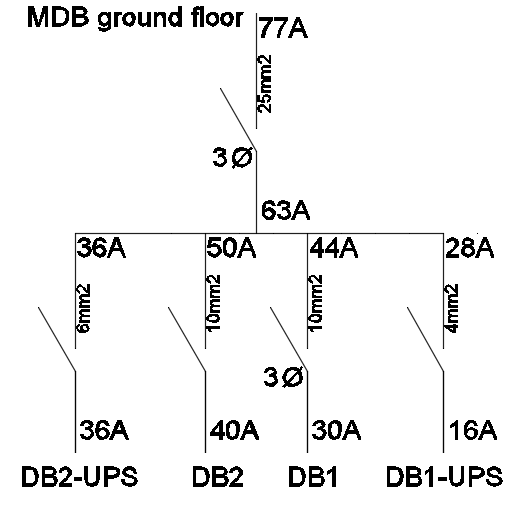 MDB ground floor
77A
25mm2
3Ø
63A
36A 50A 44A 28A
6mm2 10mm2 10mm2 4mm2
3Ø
36A 40A 30A 16A
DB2-UPS DB2 DB1 DB1-UPS